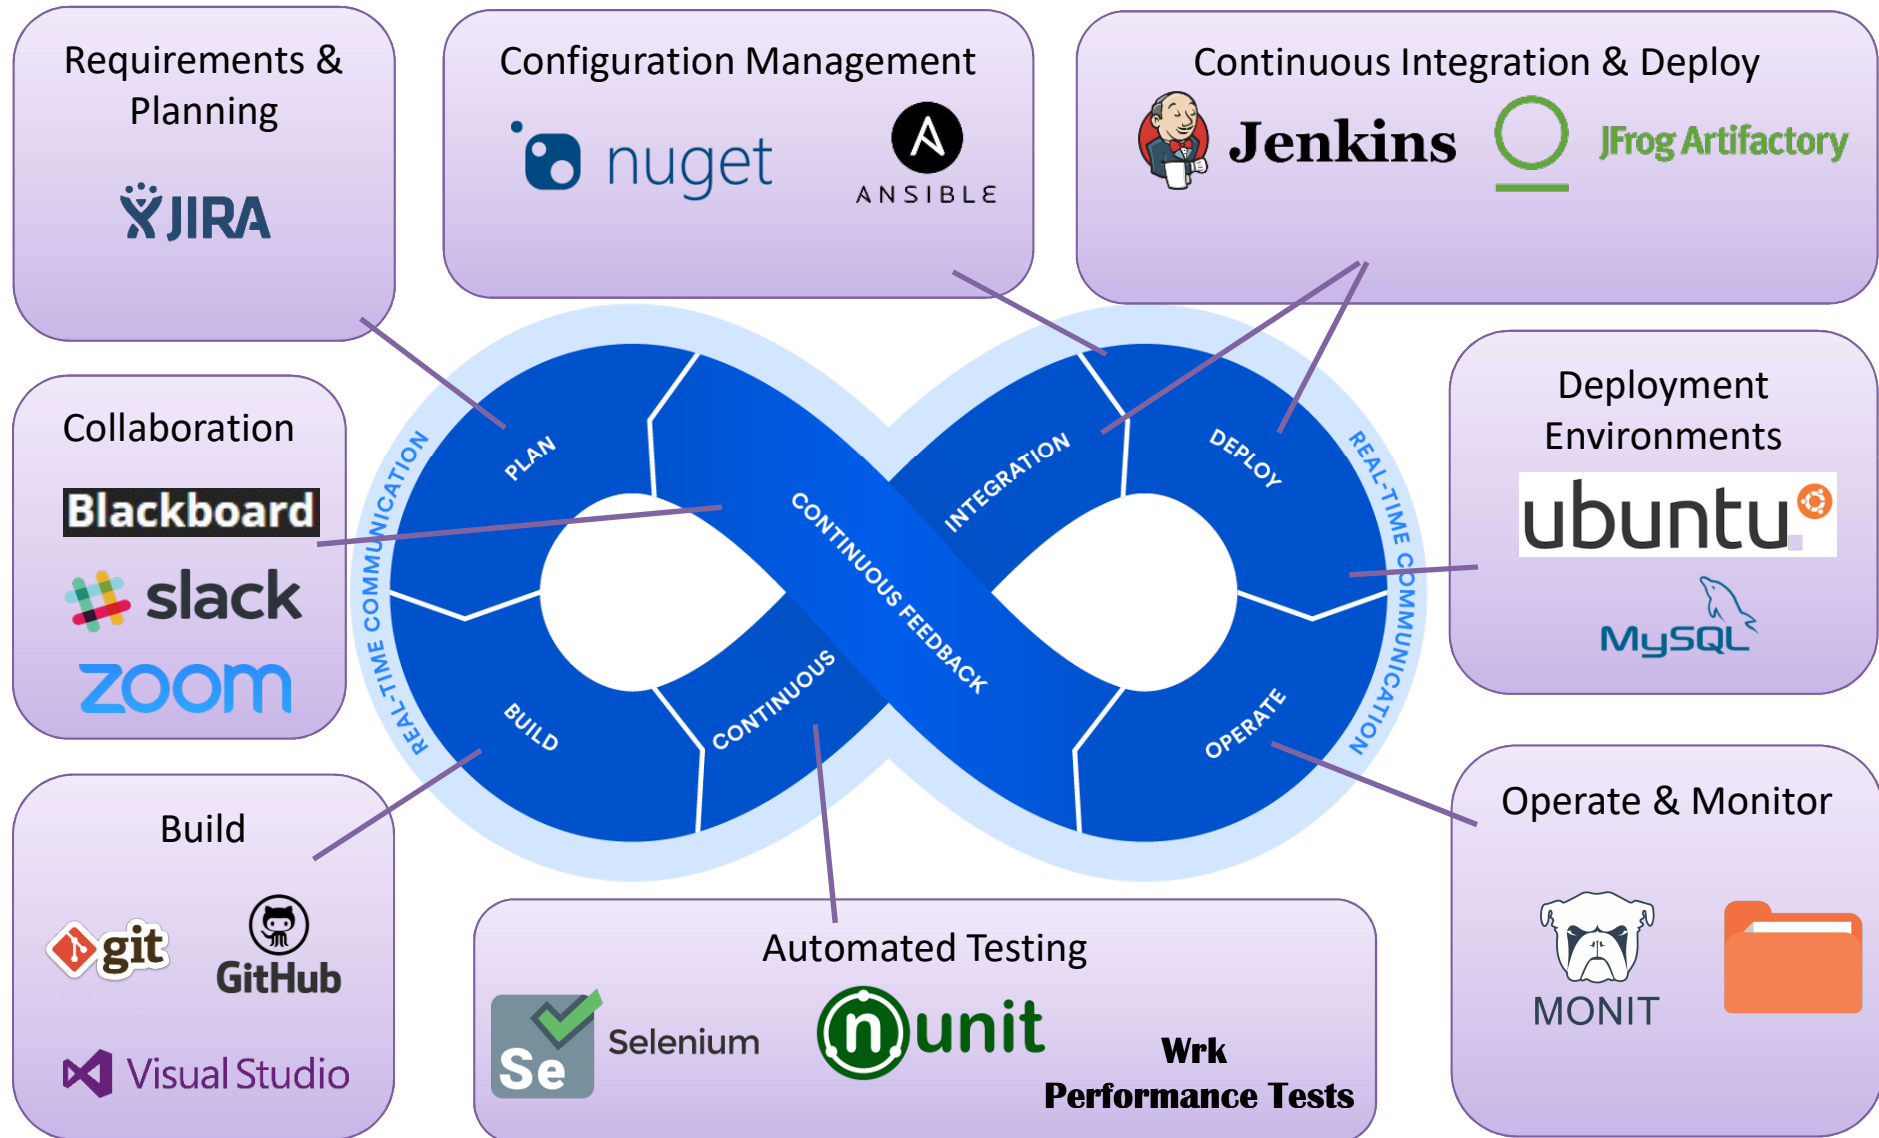 Requirements &
Planning
JIRA
Configuration Management
nuget
A
ANSIBLE
Continuous Integration & Deploy
Jenkins
JFrog Artifactory
Collaboration
Blackboard
slack
zoom
Deployment
Environments
ubuntu
MySQL
Build
git
GitHub
Visual Studio
Automated Testing
Se
Selenium
nunit
Wrk
Performance Tests
Operate & Monitor
MONIT
REAL-TIME COMMUNICATION
PLAN
BUILD
CONTINUOUS
INTEGRATION
CONTINUOUS FEEDBACK
DEPLOY
OPERATE
REAL-TIME COMMUNICATION